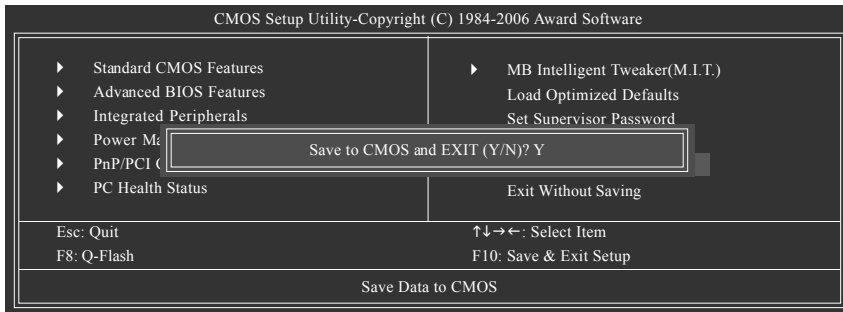 CMOS Setup Utility-Copyright (C) 1984-2006 Award Software
Standard CMOS Features
Advanced BIOS Features
Integrated Peripherals
Power Ma
PnP/PCI
PC Health Status
MB Intelligent Tweaker(M.I.T.)
Load Optimized Defaults
Set Supervisor Password
Exit Without Saving
Save to CMOS and EXIT (Y/N)? Y
Esc: Quit
↑↓→←: Select Item
F8: Q-Flash
F10: Save & Exit Setup
Save Data to CMOS